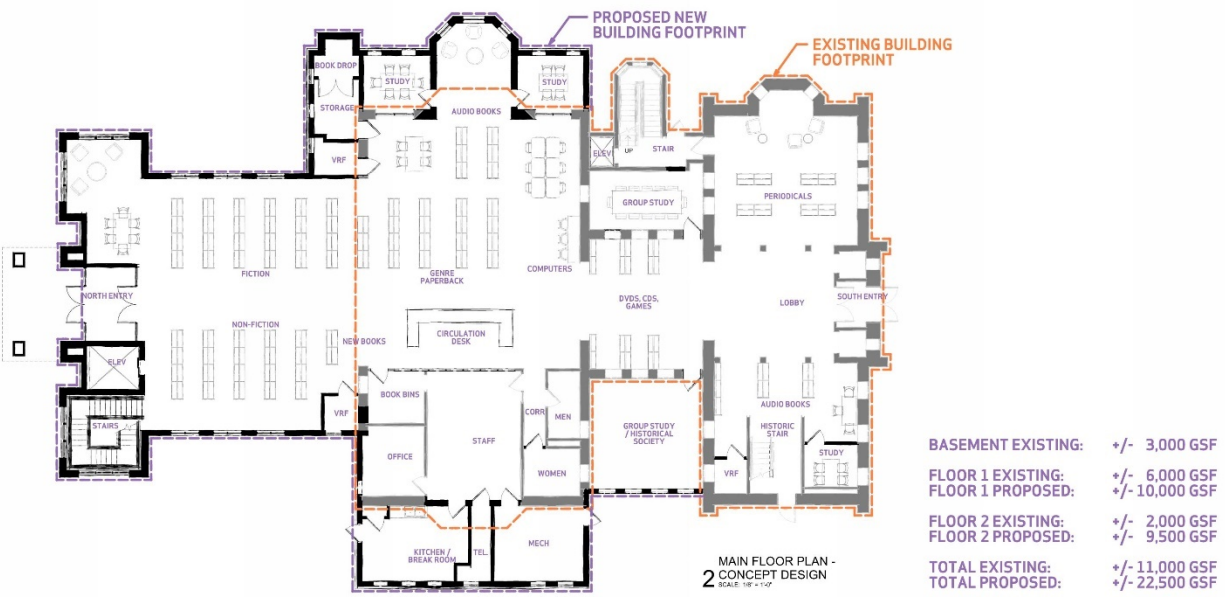 PROPOSED NEW
BUILDING FOOTPRINT
EXISTING BUILDING
FOOTPRINT
BOOK DROP
STUDY
STUDY
STORAGE
AUDIO BOOKS
VRF
ELEV
UP
STAIR
GROUP STUDY
PERIODICALS
FICTION
GENRE
PAPERBACK
COMPUTERS
NORTH ENTRY
DVDS, CDS,
GAMES
LOBBY
SOUTH ENTRY
NON-FICTION
NEW BOOKS
CIRCULATION
DESK
ELEV
BOOK BINS
CORR
MEN
AUDIO BOOKS
VRF
STAIRS
STAFF
GROUP STUDY
/ HISTORICAL
SOCIETY
HISTORIC
STAIR
OFFICE
WOMEN
VRF
STUDY
KITCHEN /
BREAK ROOM
TEL.
MECH
MAIN FLOOR PLAN -
2 CONCEPT DESIGN
SCALE: 1/8" = 1'-0"
BASEMENT EXISTING: +/- 3,000 GSF
FLOOR 1 EXISTING: +/- 6,000 GSF
FLOOR 1 PROPOSED: +/- 10,000 GSF
FLOOR 2 EXISTING: +/- 2,000 GSF
FLOOR 2 PROPOSED: +/- 9,500 GSF
TOTAL EXISTING: +/- 11,000 GSF
TOTAL PROPOSED: +/- 22,500 GSF